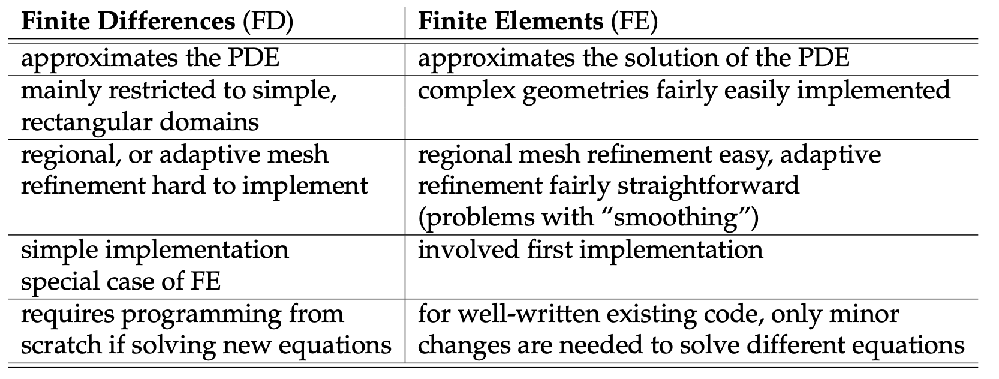 Finite Differences (FD)
Finite Elements (FE)
approximates the PDE
approximates the solution of the PDE
mainly restricted to simple,
rectangular domains
complex geometries fairly easily implemented
regional, or adaptive mesh
refinement hard to implement
regional mesh refinement easy, adaptive
refinement fairly straightforward
(problems with “smoothing”)
simple implementation
special case of FE
involved first implementation
requires programming from
scratch if solving new equations
for well-written existing code, only minor
changes are needed to solve different equations